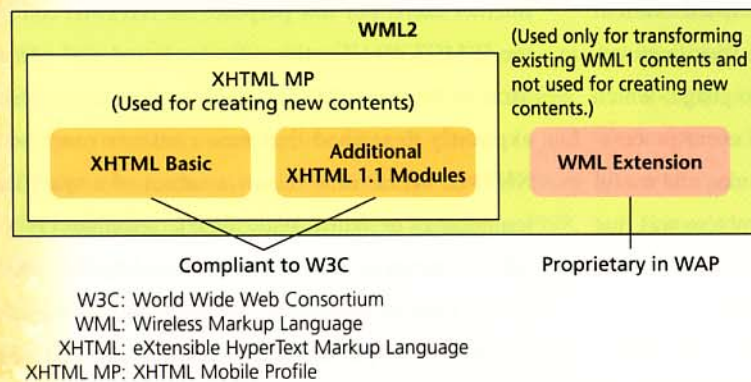 WML2
XHTML MP
(Used for creating new contents)
XHTML Basic
Additional
XHTML 1.1 Modules
(Used only for transforming
existing WML1 contents and
not used for creating new
contents.)
WML Extension
Compliant to W3C
Proprietary in WAP
W3C: World Wide Web Consortium
WML: Wireless Markup Language
XHTML: eXtensible HyperText Markup Language
XHTML MP: XHTML Mobile Profile